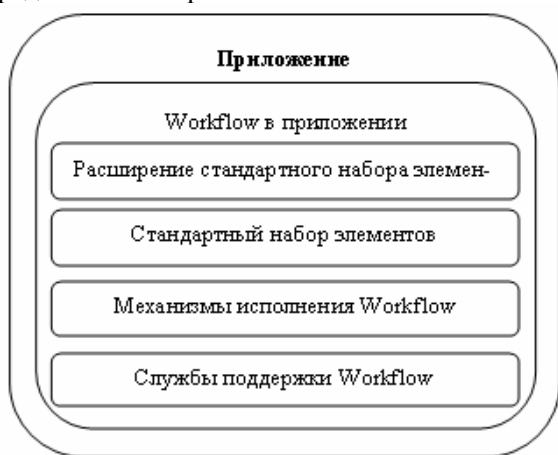 Приложение
Workflow в приложении
Расширение стандартного набора элемен-
Стандартный набор элементов
Механизмы исполнения Workflow
Службы поддержки Workflow